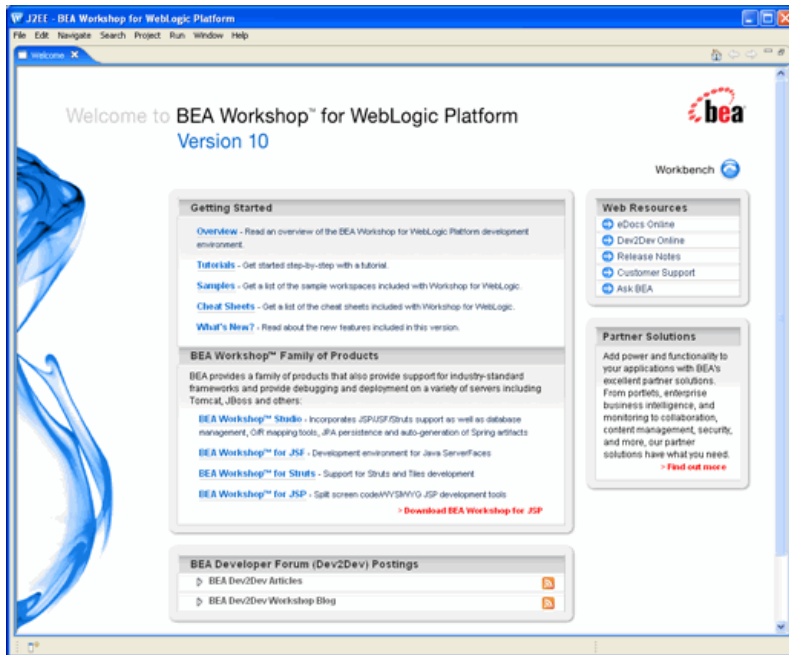 J2EE - BEA Workshop for WebLogic Platform
File Edit Navigate Search Project Run Window Help
Welcome
Welcome to BEA Workshop™ for WebLogic Platform
Version 10
bea
Workbench
Getting Started
Overview - Read an overview of the BEA Workshop for WebLogic Platform development
environment.
Tutorials - Get started step-by-step with a tutorial.
Samples - Get a list of the sample workspaces included with Workshop for WebLogic.
Cheat Sheets - Get a list of the cheat sheets included with Workshop for WebLogic.
What's New? - Read about the new features included in this version.
BEA Workshop™ Family of Products
BEA provides a family of products that also provide support for industry-standard
frameworks and provide debugging and deployment on a variety of servers including
Tomcat, JBoss and others:
BEA Workshop™ Studio - Incorporates JSP/JSF/Struts support as well as database
management, O/R mapping tools, JPA persistence and auto-generation of Spring artifacts
BEA Workshop™ for JSF - Development environment for Java ServerFaces
BEA Workshop™ for Struts - Support for Struts and Tiles development
BEA Workshop™ for JSP - Split screen code/WYSIWYG JSP development tools
> Download BEA Workshop for JSP
BEA Developer Forum (Dev2Dev) Postings
BEA Dev2Dev Articles
BEA Dev2Dev Workshop Blog
Web Resources
eDocs Online
Dev2Dev Online
Release Notes
Customer Support
Ask BEA
Partner Solutions
Add power and functionality to
your applications with BEA's
excellent partner solutions.
From portlets, enterprise
business intelligence, and
monitoring to collaboration,
content management, security,
and more, our partner
solutions have what you need.
> Find out more